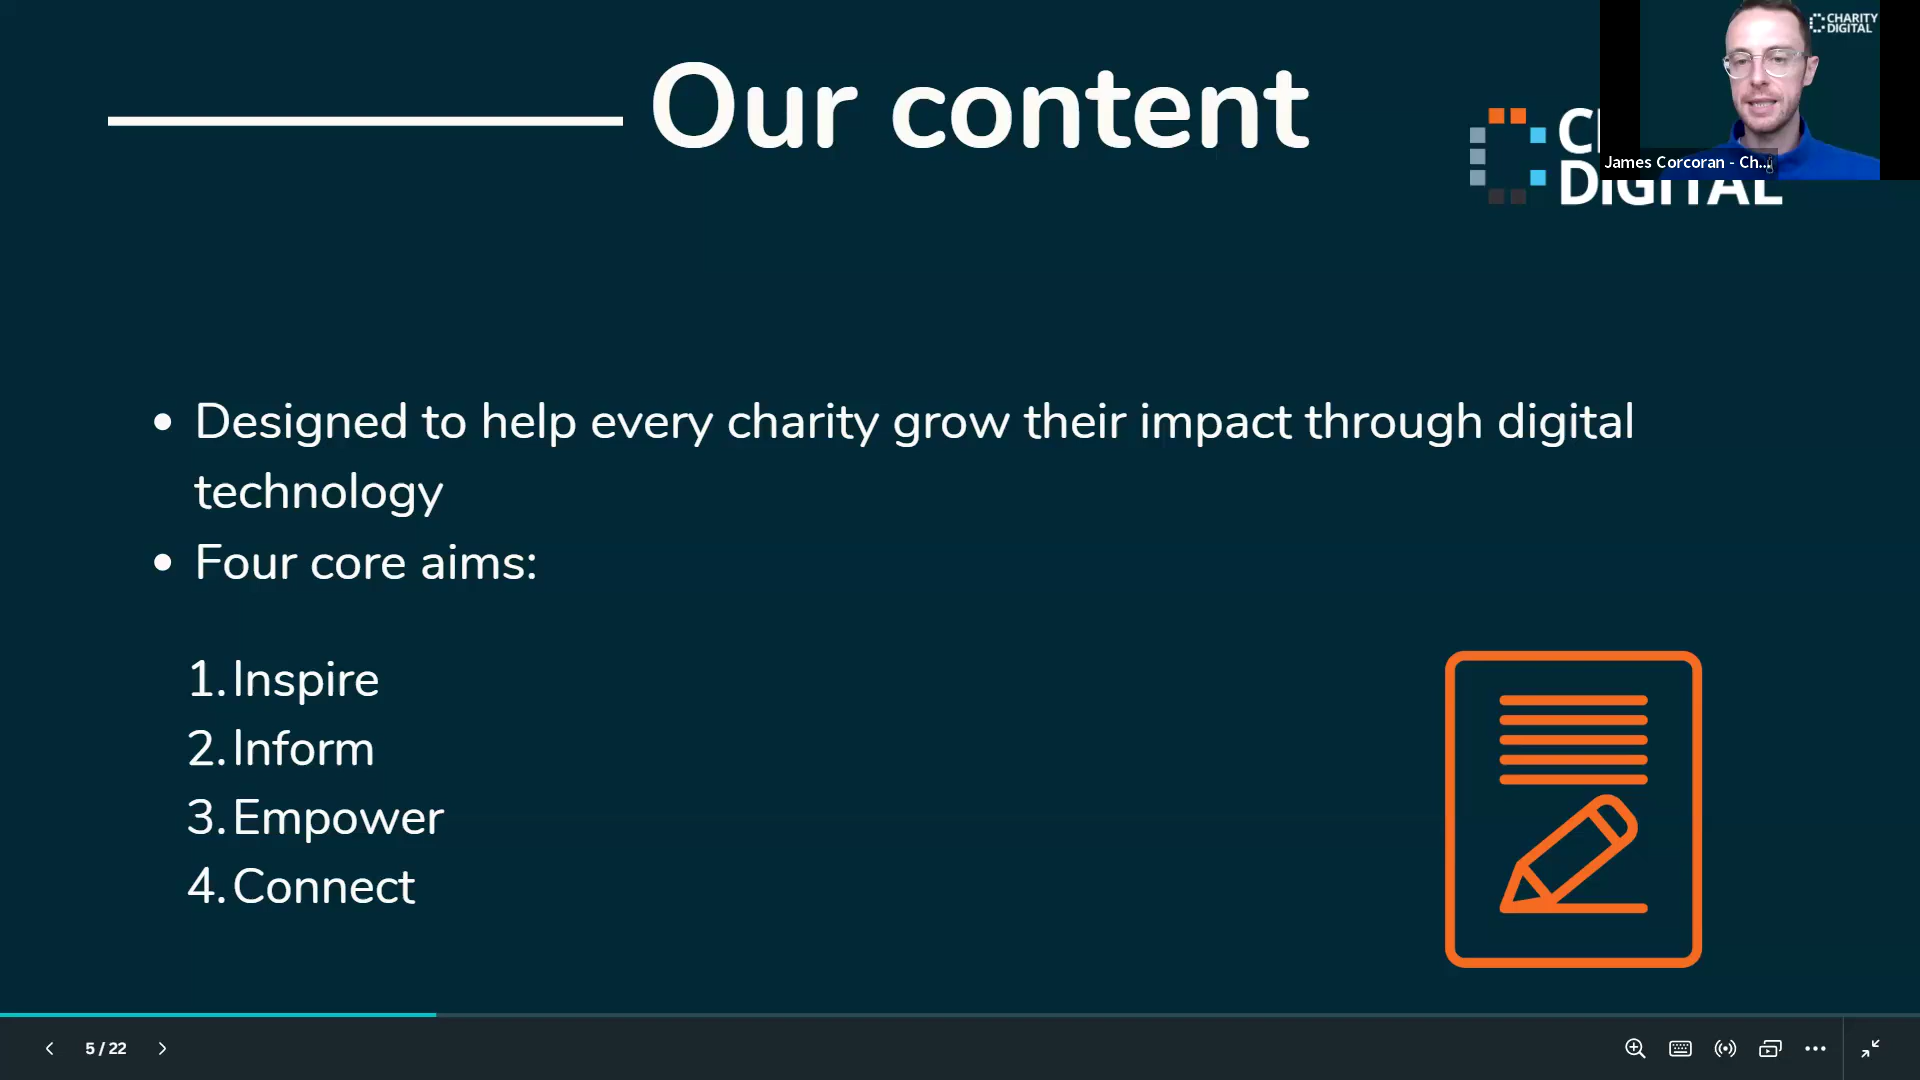 Our content
CHARITY
DIGITAL
DIGITAL
James Corcoran - Ch...
Designed to help every charity grow their impact through digital
technology
Four core aims:
1. Inspire
2. Inform
3. Empower
4. Connect
5 / 22